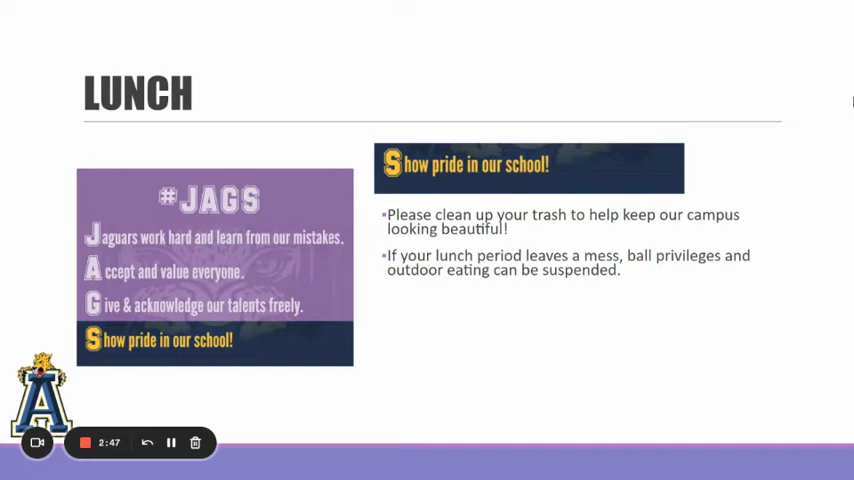 LUNCH
#JAGS
Jaguars work hard and learn from our mistakes.
Accept and value everyone.
Give & acknowledge our talents freely.
Show pride in our school!
Show pride in our school!
•Please clean up your trash to help keep our campus
looking beautiful!
•If your lunch period leaves a mess, ball privileges and
outdoor eating can be suspended.
A
2:47